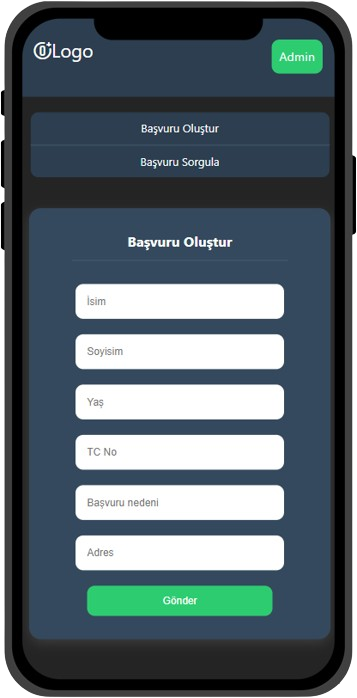 Logo
Admin
Başvuru Oluştur
Başvuru Sorgula
Başvuru Oluştur
İsim
Soyisim
Yaş
TC No
Başvuru nedeni
Adres
Gönder